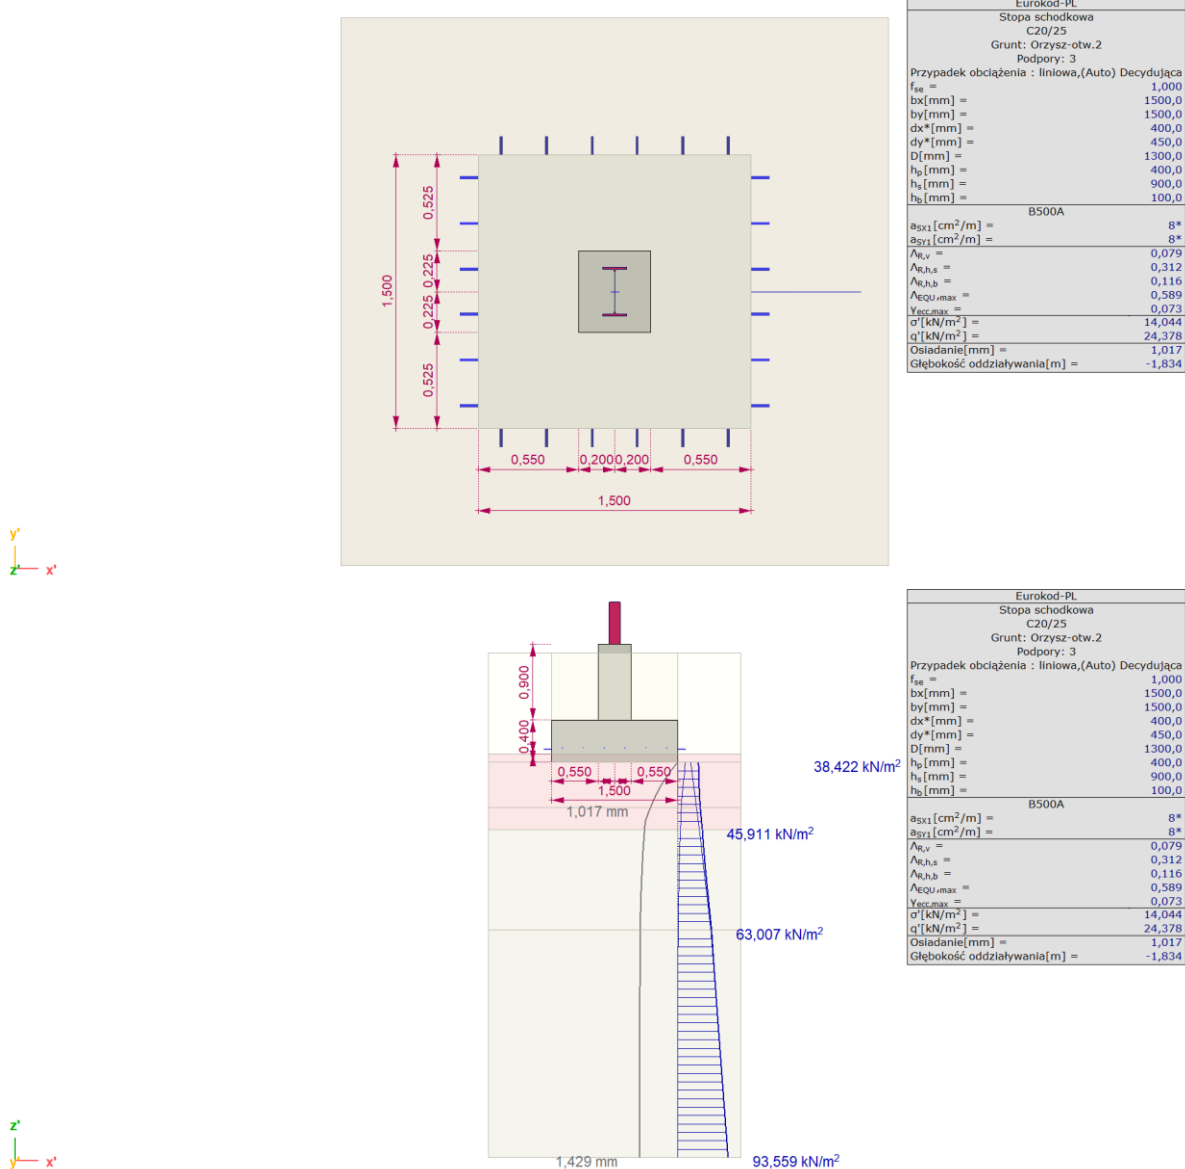 Eurokod-PL
Stopa schodkowa
C20/25
Grunt: Orzysz-otw.2
Podpory: 3
Przypadek obciążenia : liniowa,(Auto) Decydująca
fse = 1,000
bx[mm] = 1500,0
by[mm] = 1500,0
dx*[mm] = 400,0
dy*[mm] = 450,0
D[mm] = 1300,0
hp[mm] = 400,0
hs[mm] = 900,0
hb[mm] = 100,0
B500A
aSX1[cm²/m] = 8*
aSY1[cm²/m] = 8*
ΛR,v = 0,079
ΛR,h,s = 0,312
ΛR,h,b = 0,116
ΛEQU,max = 0,589
γecc,max = 0,073
σ'[kN/m²] = 14,044
q'[kN/m²] = 24,378
Osiadanie[mm] = 1,017
Głębokość oddziaływania[m] = -1,834
0,525
0,225
1,500
0,225
0,525
0,550 0,200 0,200 0,550
1,500
y'
z' x'
Eurokod-PL
Stopa schodkowa
C20/25
Grunt: Orzysz-otw.2
Podpory: 3
Przypadek obciążenia : liniowa,(Auto) Decydująca
fse = 1,000
bx[mm] = 1500,0
by[mm] = 1500,0
dx*[mm] = 400,0
dy*[mm] = 450,0
D[mm] = 1300,0
hp[mm] = 400,0
hs[mm] = 900,0
hb[mm] = 100,0
B500A
aSX1[cm²/m] = 8*
aSY1[cm²/m] = 8*
ΛR,v = 0,079
ΛR,h,s = 0,312
ΛR,h,b = 0,116
ΛEQU,max = 0,589
γecc,max = 0,073
σ'[kN/m²] = 14,044
q'[kN/m²] = 24,378
Osiadanie[mm] = 1,017
Głębokość oddziaływania[m] = -1,834
0,900
0,400
0,550 0,550
1,500
1,017 mm
38,422 kN/m²
45,911 kN/m²
63,007 kN/m²
1,429 mm
93,559 kN/m²
z'
y' x'